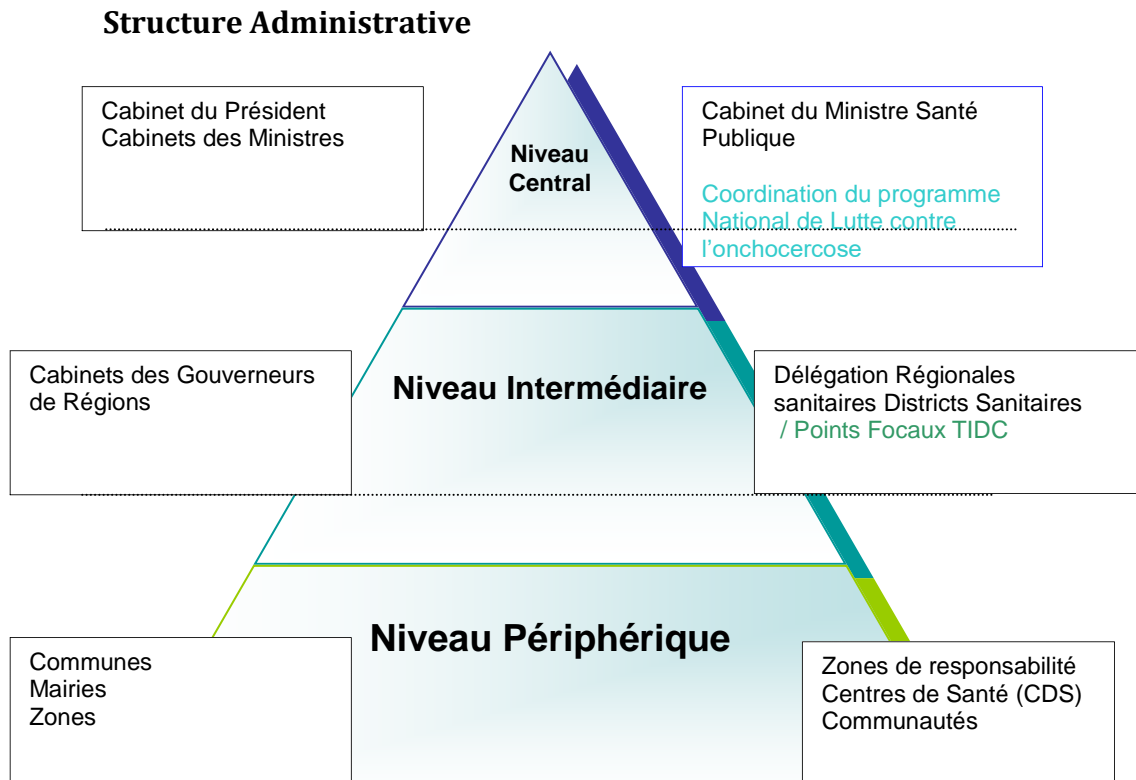 Structure Administrative
Cabinet du Président
Cabinets des Ministres
Niveau
Central
Cabinet du Ministre Santé
Publique
Coordination du programme
National de Lutte contre
l'onchocercose
Cabinets des Gouverneurs
de Régions
Niveau Intermédiaire
Délégation Régionales
sanitaires Districts Sanitaires
/ Points Focaux TIDC
Communes
Mairies
Zones
Niveau Périphérique
Zones de responsabilité
Centres de Santé (CDS)
Communautés